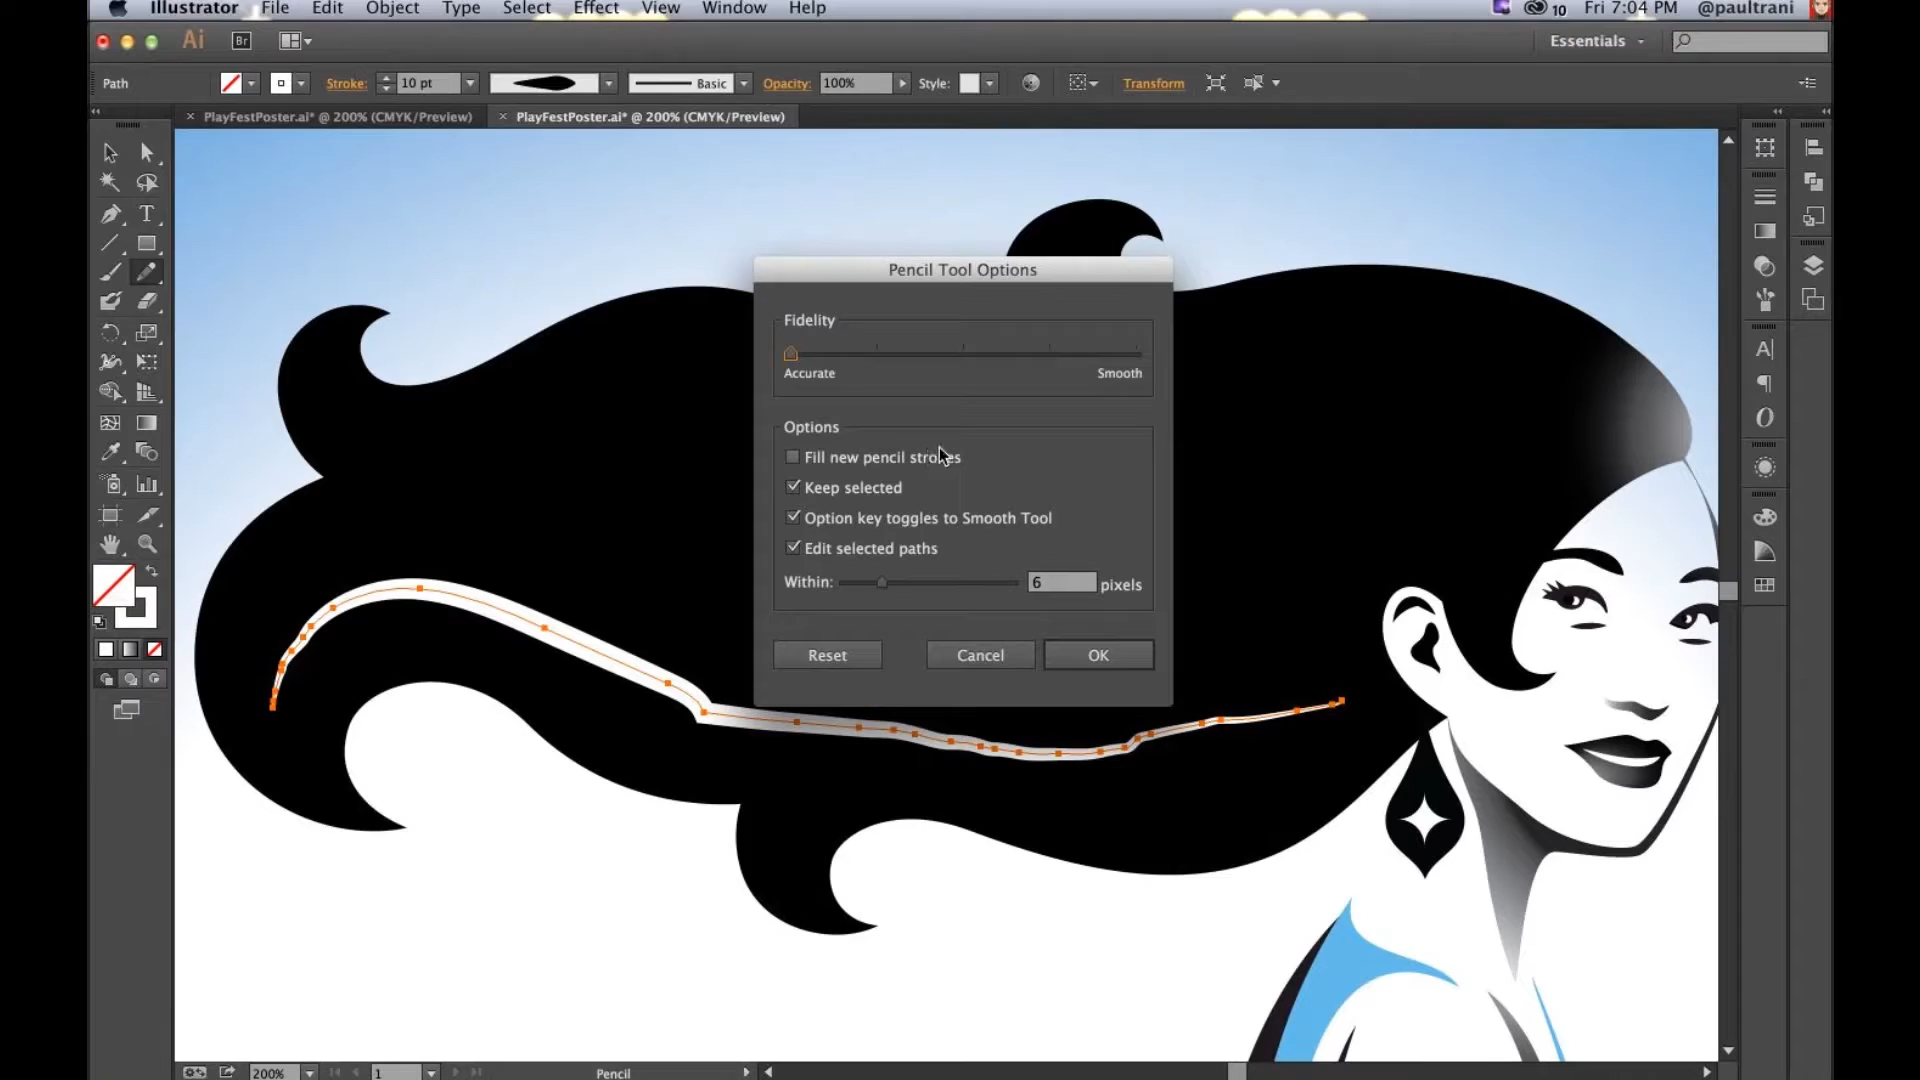 Illustrator File Edit Object Type Select Effect View Window Help 10 Fri 7:04 PM @paultrani
Ai Br Essentials
Path Stroke: 10 pt Basic Opacity: 100% Style: Transform
× PlayFestPoster.ai* @ 200% (CMYK/Preview) × PlayFestPoster.ai* @ 200% (CMYK/Preview)
Pencil Tool Options
Fidelity
Accurate Smooth
Options
Fill new pencil strokes
Keep selected
Option key toggles to Smooth Tool
Edit selected paths
Within: 6 pixels
Reset Cancel OK
200% 1 Pencil